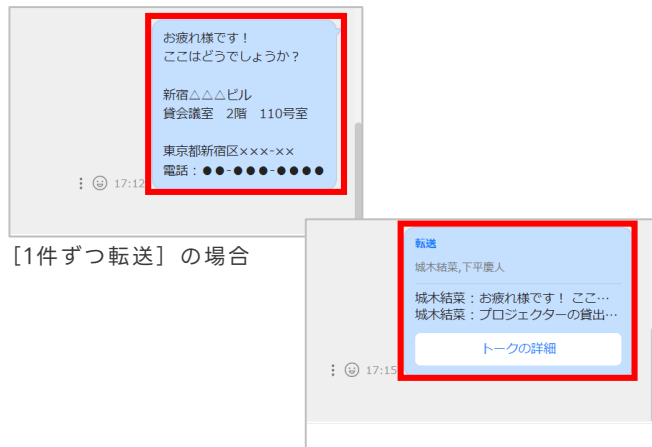 お疲れ様です！
ここはどうでしょうか？
新宿△△△ビル
貸会議室　2階　110号室
東京都新宿区×××-××
電話：●●-●●●-●●●●
17:12
［1件ずつ転送］の場合
転送
城木結菜,下平慶人
城木結菜：お疲れ様です！ ここ…
城木結菜：プロジェクターの貸出…
トークの詳細
17:15